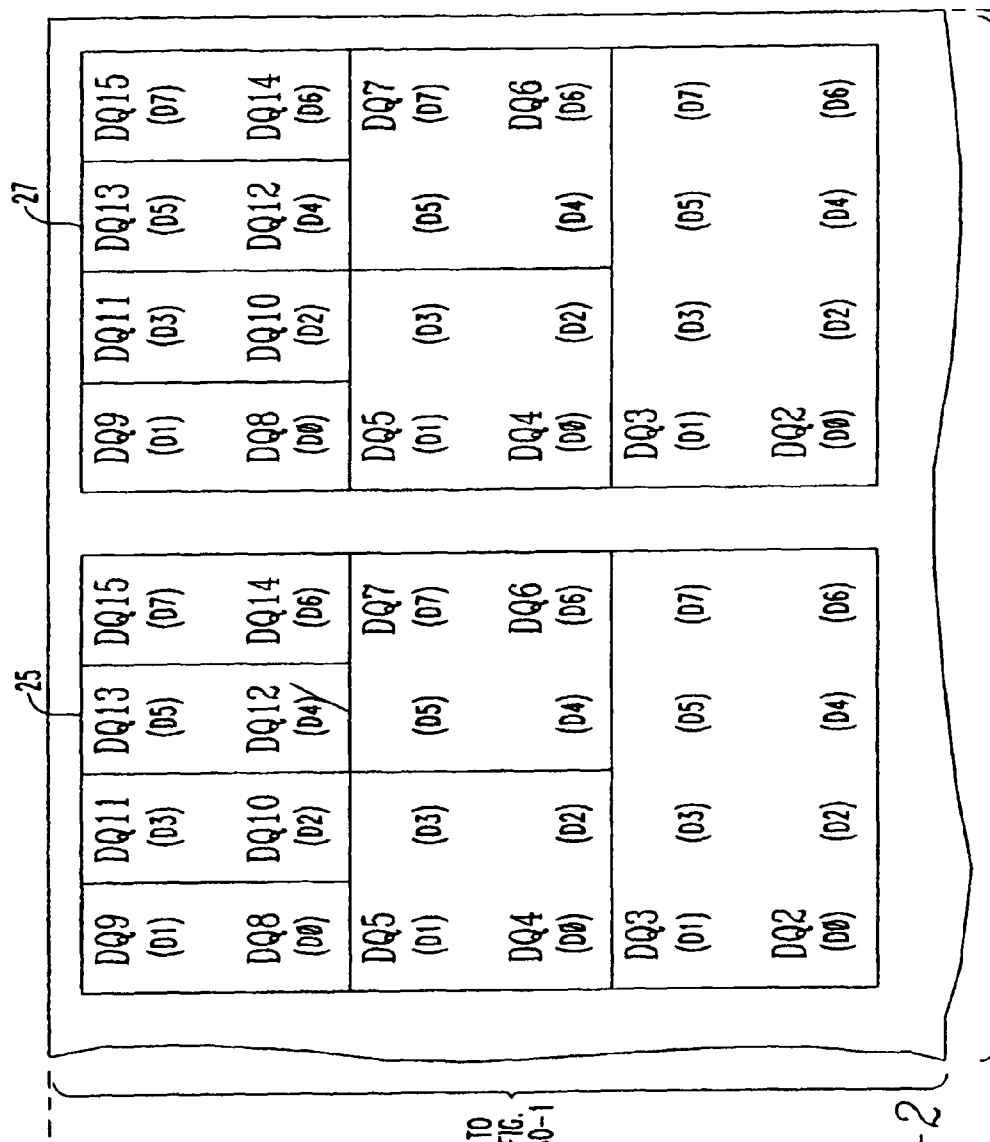 25 27
DQ9 DQ11 DQ13 DQ15 DQ9 DQ11 DQ13 DQ15
(D1) (D3) (D5) (D7) (D1) (D3) (D5) (D7)
DQ8 DQ10 DQ12 DQ14 DQ8 DQ10 DQ12 DQ14
(D0) (D2) (D4) (D6) (D0) (D2) (D4) (D6)
DQ5 DQ7 DQ5 DQ7
(D1) (D3) (D5) (D7) (D1) (D3) (D5) (D7)
DQ4 DQ6 DQ4 DQ6
(D0) (D2) (D4) (D6) (D0) (D2) (D4) (D6)
DQ3 DQ3
(D1) (D3) (D5) (D7) (D1) (D3) (D5) (D7)
DQ2 DQ2
(D0) (D2) (D4) (D6) (D0) (D2) (D4) (D6)
TO
FIG.
-2